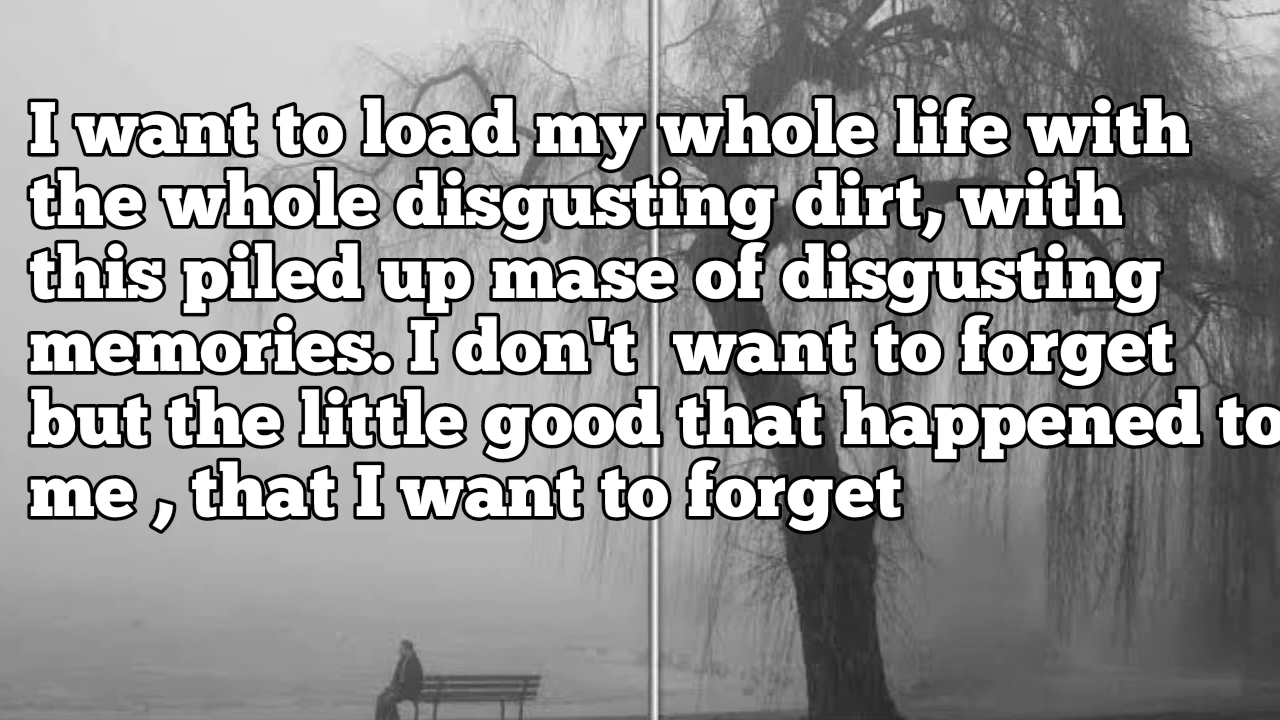 I want to load my whole life with
the whole disgusting dirt, with
this piled up mase of disgusting
memories. I don't  want to forget
but the little good that happened to
me , that I want to forget